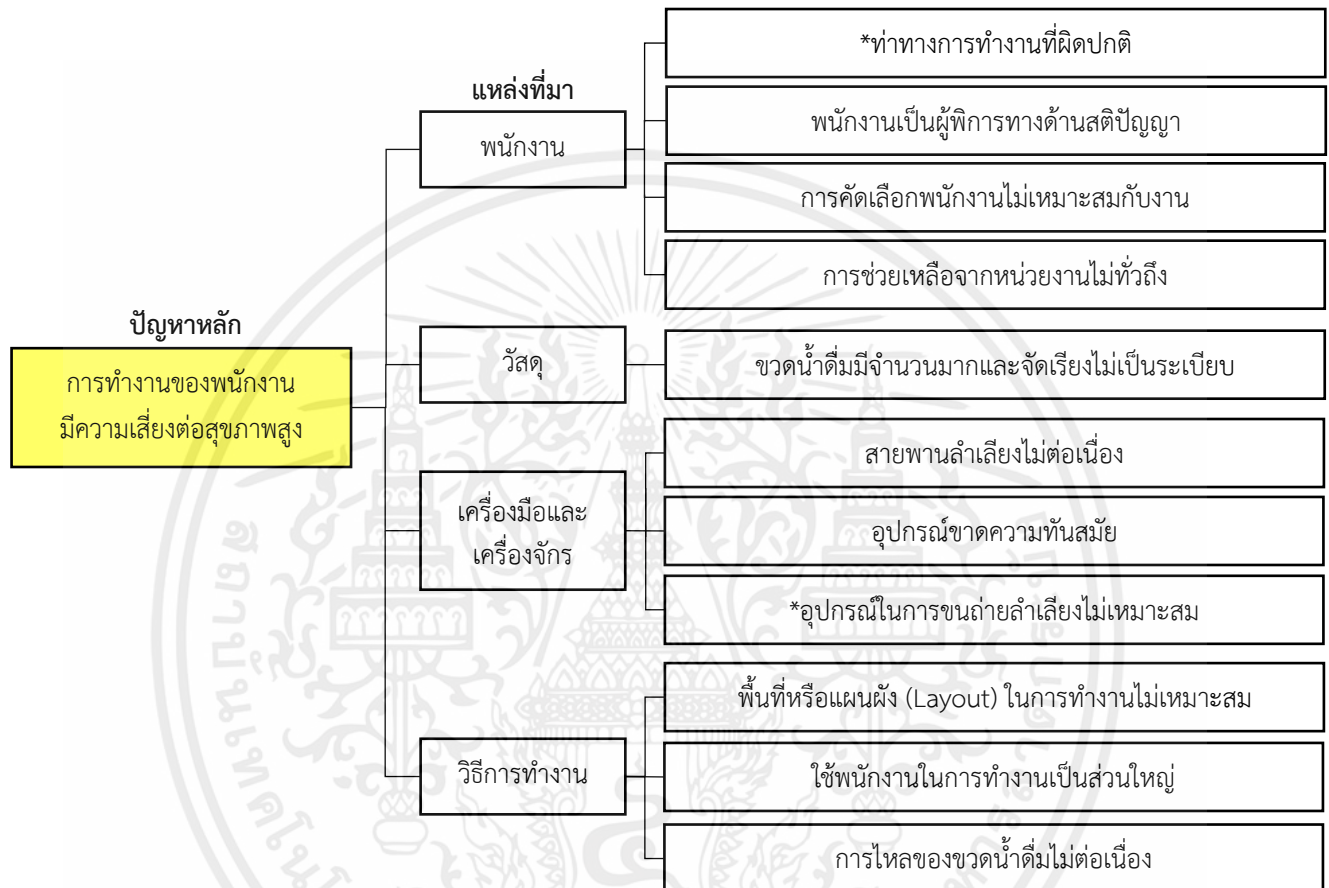 *ท่าทางการทำงานที่ผิดปกติ
แหล่งที่มา
พนักงาน
พนักงานเป็นผู้พิการทางด้านสติปัญญา
การคัดเลือกพนักงานไม่เหมาะสมกับงาน
การช่วยเหลือจากหน่วยงานไม่ทั่วถึง
ปัญหาหลัก
การทำงานของพนักงาน
มีความเสี่ยงต่อสุขภาพสูง
วัสดุ
ขวดน้ำดื่มมีจำนวนมากและจัดเรียงไม่เป็นระเบียบ
เครื่องมือและ
เครื่องจักร
สายพานลำเลียงไม่ต่อเนื่อง
อุปกรณ์ขาดความทันสมัย
*อุปกรณ์ในการขนถ่ายลำเลียงไม่เหมาะสม
วิธีการทำงาน
พื้นที่หรือแผนผัง (Layout) ในการทำงานไม่เหมาะสม
ใช้พนักงานในการทำงานเป็นส่วนใหญ่
การไหลของขวดน้ำดื่มไม่ต่อเนื่อง